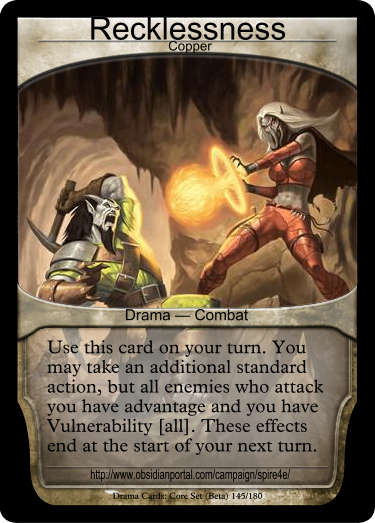 Recklessness
Copper
Drama — Combat
Use this card on your turn. You
may take an additional standard
action, but all enemies who attack
you have advantage and you have
Vulnerability [all]. These effects
end at the start of your next turn.
http://www.obsidianportal.com/campaign/spire4e/
Drama Cards: Core Set (Beta) 145/180